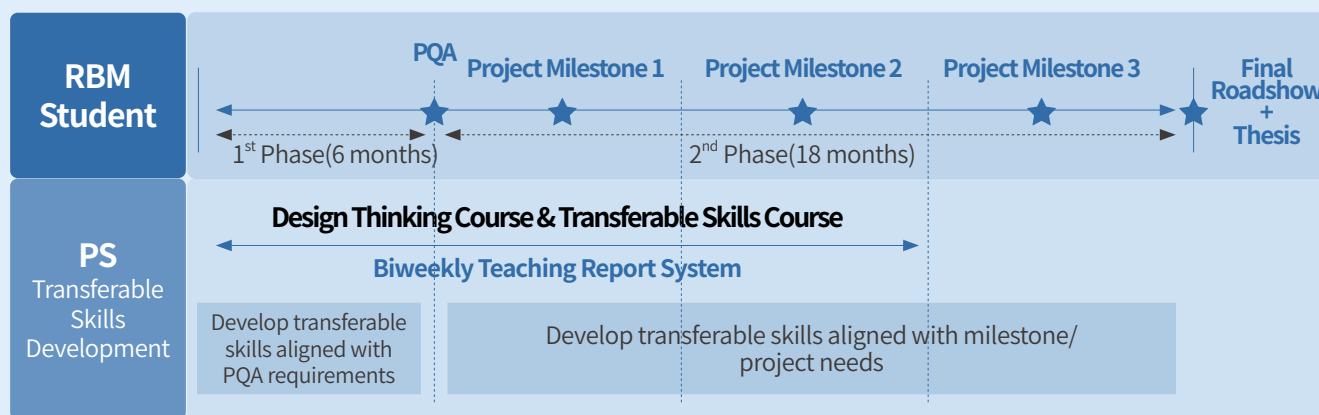 RBM
Student
PQA
Project Milestone 1
Project Milestone 2
Project Milestone 3
Final
Roadshow
+
Thesis
1st Phase(6 months)
2nd Phase(18 months)
PS
Transferable
Skills
Development
Design Thinking Course & Transferable Skills Course
Biweekly Teaching Report System
Develop transferable
skills aligned with
PQA requirements
Develop transferable skills aligned with milestone/
project needs